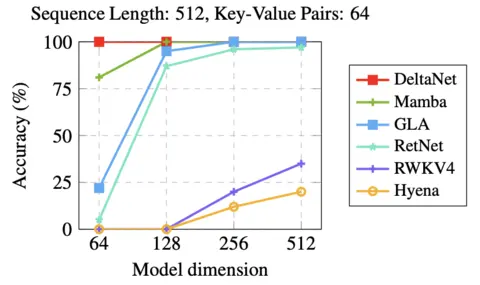 Sequence Length: 512, Key-Value Pairs: 64
100
75
50
25
0
Accuracy (%)
64 128 256 512
Model dimension
DeltaNet
Mamba
GLA
RetNet
RWKV4
Hyena